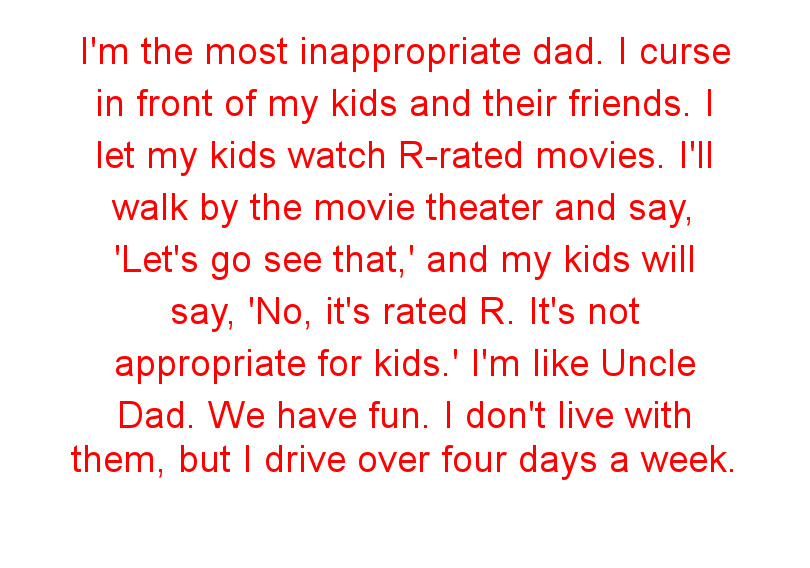 I'm the most inappropriate dad. I curse
in front of my kids and their friends. I
let my kids watch R-rated movies. I'll
walk by the movie theater and say,
'Let's go see that,' and my kids will
say, 'No, it's rated R. It's not
appropriate for kids.' I'm like Uncle
Dad. We have fun. I don't live with
them, but I drive over four days a week.